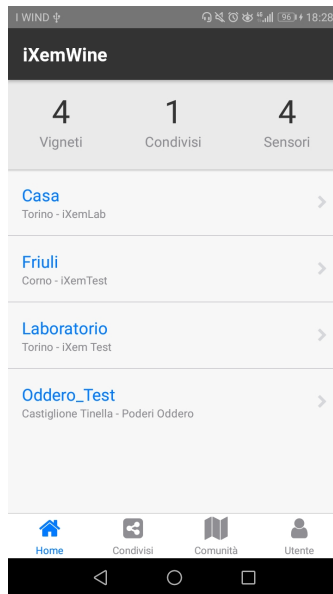 I WIND 96 18:28
iXemWine
4 1 4
Vigneti Condivisi Sensori
Casa
Torino - iXemLab
Friuli
Corno - iXemTest
Laboratorio
Torino - iXem Test
Oddero_Test
Castiglione Tinella - Poderi Oddero
Home Condivisi Comunità Utente